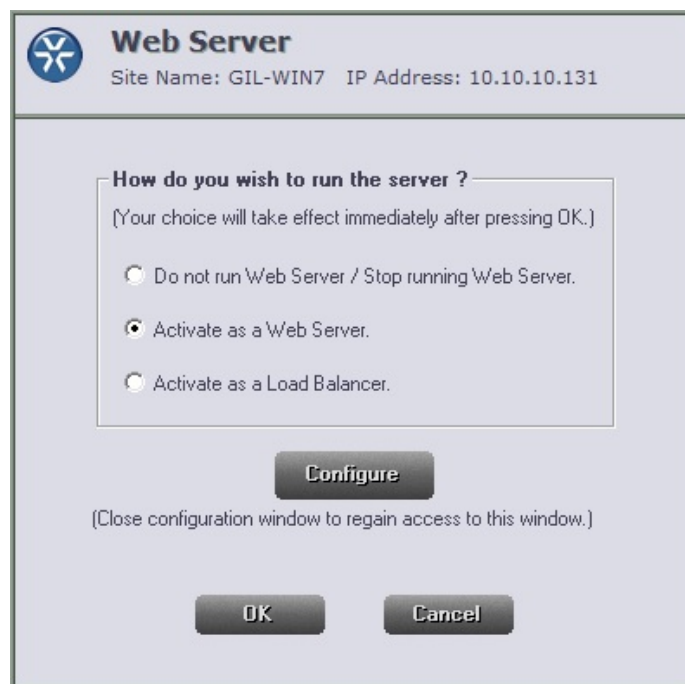 Web Server
Site Name: GIL-WIN7   IP Address: 10.10.10.131
How do you wish to run the server ?
(Your choice will take effect immediately after pressing OK.)
Do not run Web Server / Stop running Web Server.
Activate as a Web Server.
Activate as a Load Balancer.
Configure
(Close configuration window to regain access to this window.)
OK
Cancel